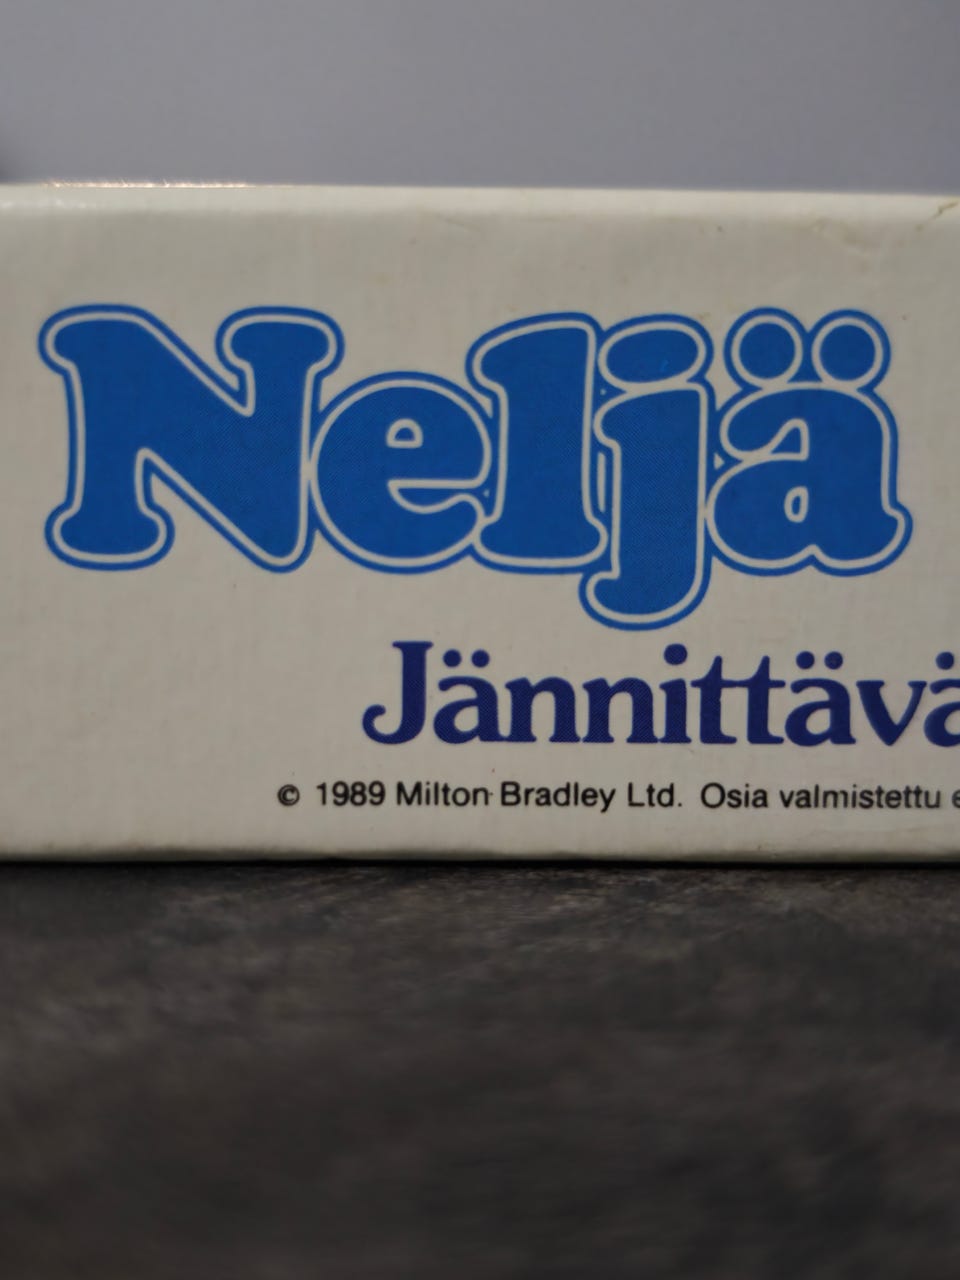 Neljä
Jännittävä
© 1989 Milton Bradley Ltd. Osia valmistettu